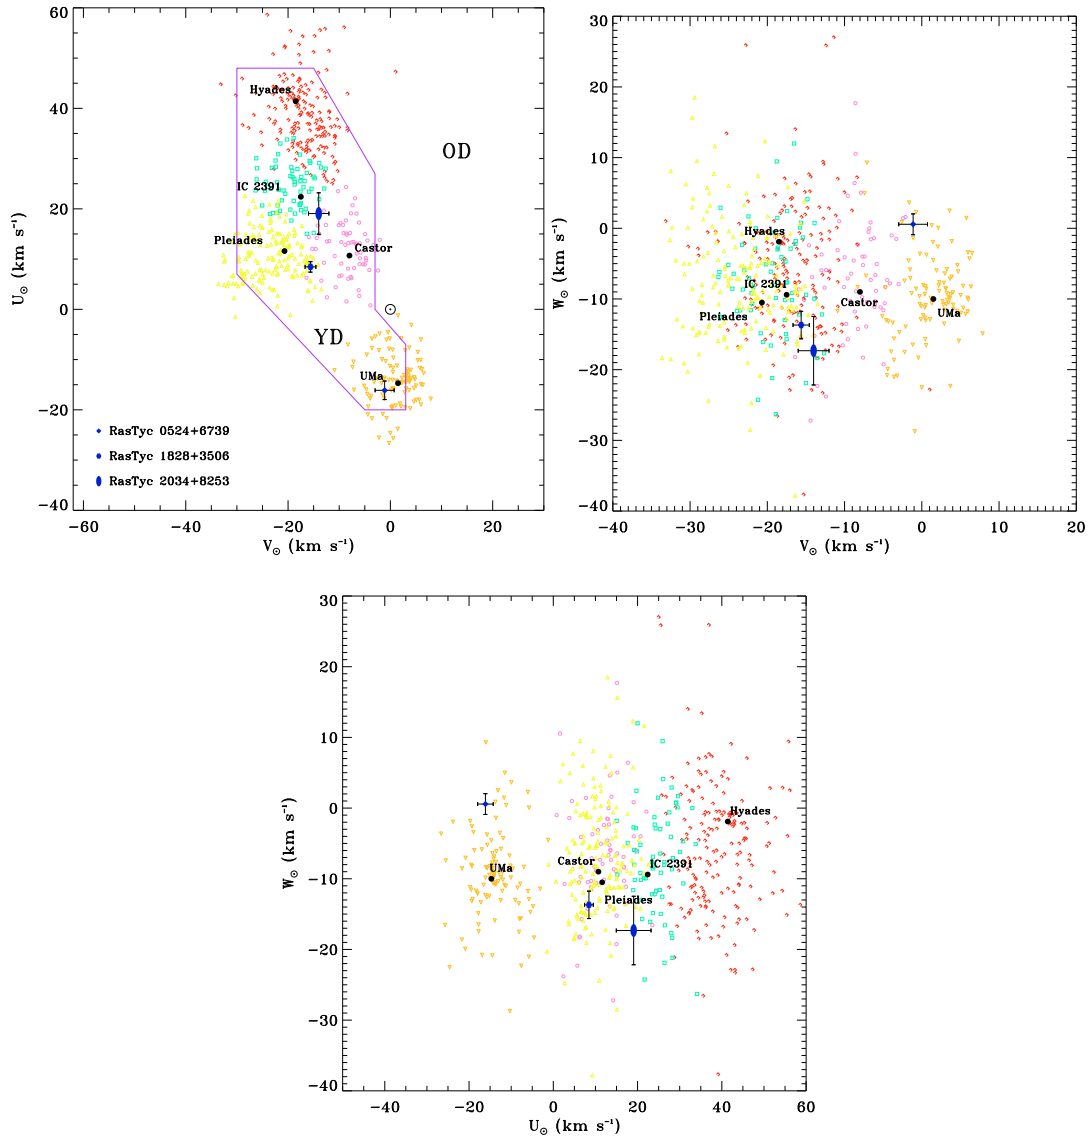 60
40
20
0
−20
−40
U⊙ (km s⁻¹)
−60
−40
−20
0
20
V⊙ (km s⁻¹)
Hyades
OD
IC 2391
Pleiades
Castor
YD
UMa
RasTyc 0524+6739
RasTyc 1828+3506
RasTyc 2034+8253
30
20
10
0
−10
−20
−30
−40
W⊙ (km s⁻¹)
−40
−30
−20
−10
0
10
20
V⊙ (km s⁻¹)
Hyades
IC 2391
Pleiades
Castor
UMa
30
20
10
0
−10
−20
−30
−40
W⊙ (km s⁻¹)
−40
−20
0
20
40
60
U⊙ (km s⁻¹)
Hyades
Castor
IC 2391
UMa
Pleiades